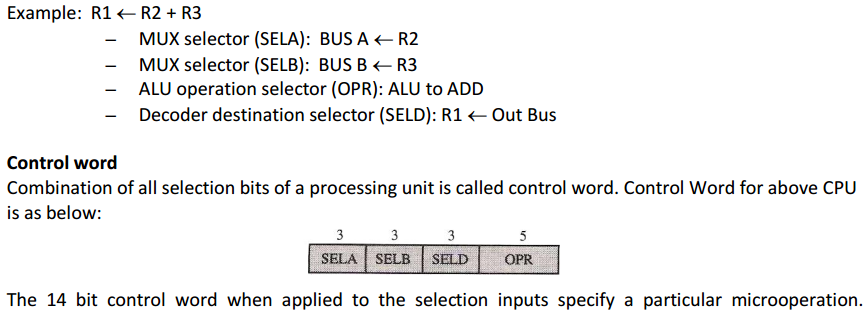 Example: R1 ← R2 + R3
– MUX selector (SELA): BUS A ← R2
– MUX selector (SELB): BUS B ← R3
– ALU operation selector (OPR): ALU to ADD
– Decoder destination selector (SELD): R1 ← Out Bus
Control word
Combination of all selection bits of a processing unit is called control word. Control Word for above CPU
is as below:
3 3 3 5
SELA SELB SELD OPR
The 14 bit control word when applied to the selection inputs specify a particular microoperation.